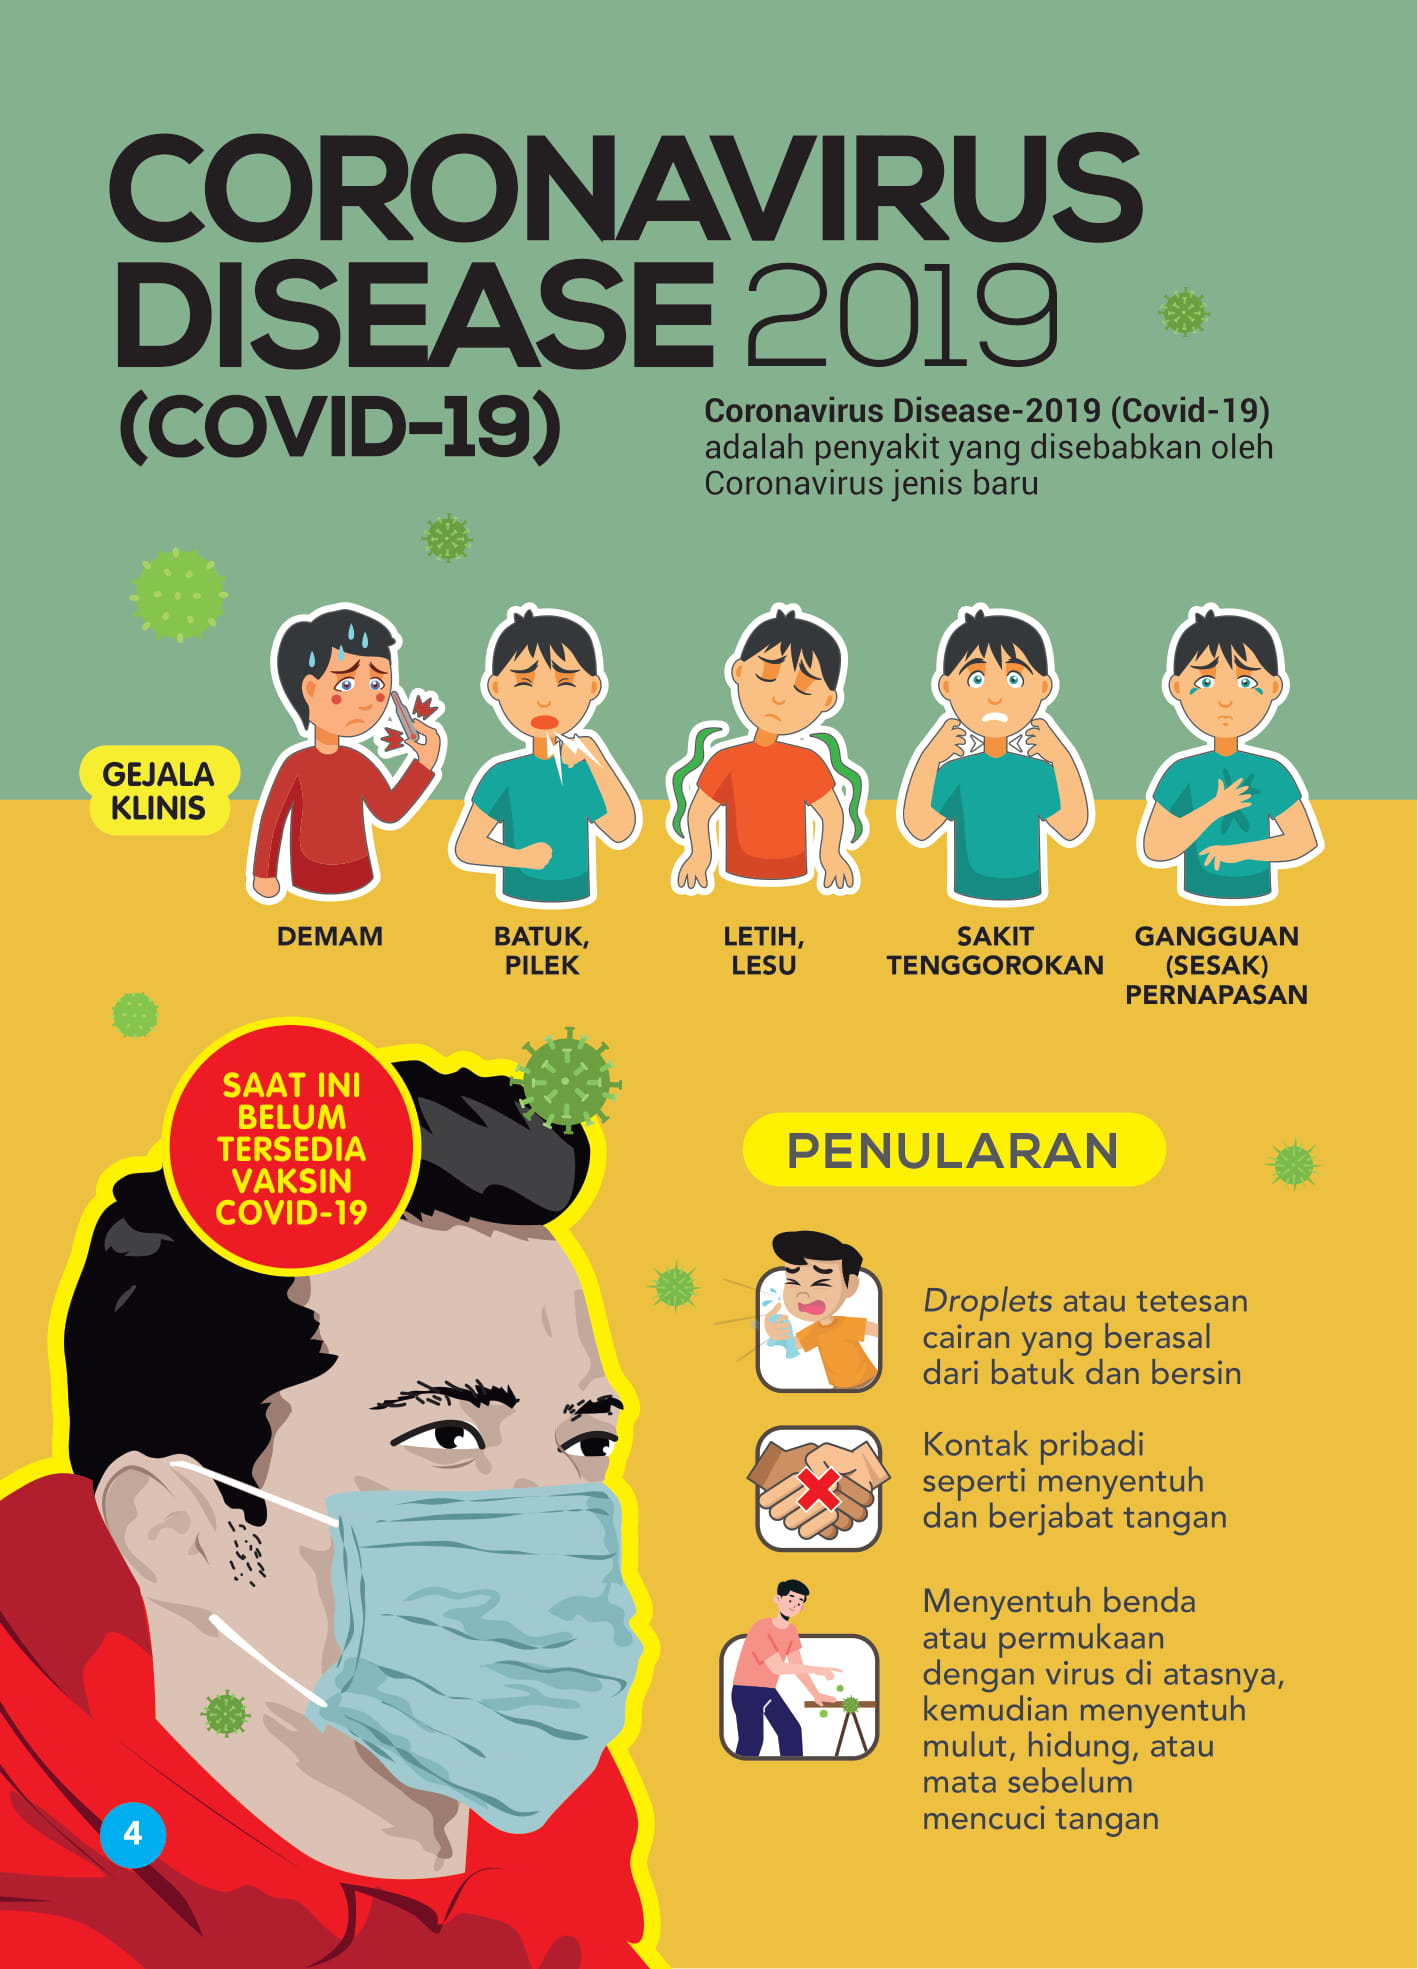 CORONAVIRUS
DISEASE 2019
(COVID-19)
Coronavirus Disease-2019 (Covid-19)
adalah penyakit yang disebabkan oleh
Coronavirus jenis baru
GEJALA
KLINIS
DEMAM
BATUK,
PILEK
LETIH,
LESU
SAKIT
TENGGOROKAN
GANGGUAN
(SESAK)
PERNAPASAN
SAAT INI
BELUM
TERSEDIA
VAKSIN
COVID-19
PENULARAN
Droplets atau tetesan
cairan yang berasal
dari batuk dan bersin
Kontak pribadi
seperti menyentuh
dan berjabat tangan
Menyentuh benda
atau permukaan
dengan virus di atasnya,
kemudian menyentuh
mulut, hidung, atau
mata sebelum
mencuci tangan
4